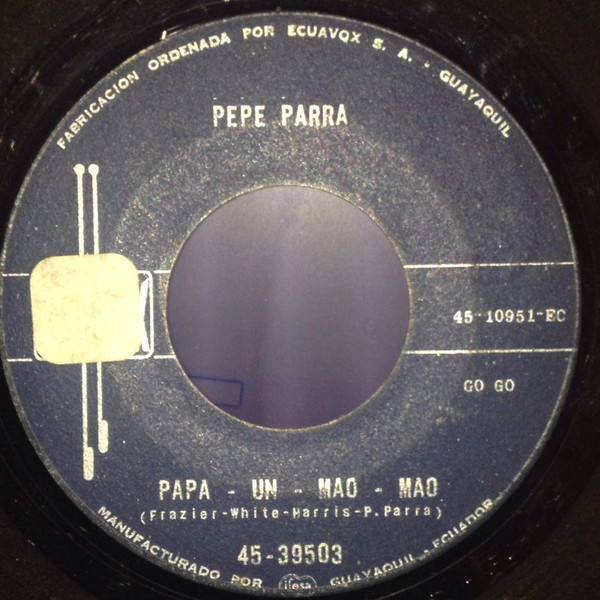 FABRICACION ORDENADA POR ECUAVOX S. A. - GUAYAQUIL
PEPE PARRA
45-10951-EC
GO GO
PAPA - UN - MAO - MAO
(Frazier-White-Harris-P.Parra)
45-39503
MANUFACTURADO POR ifesa GUAYAQUIL - ECUADOR